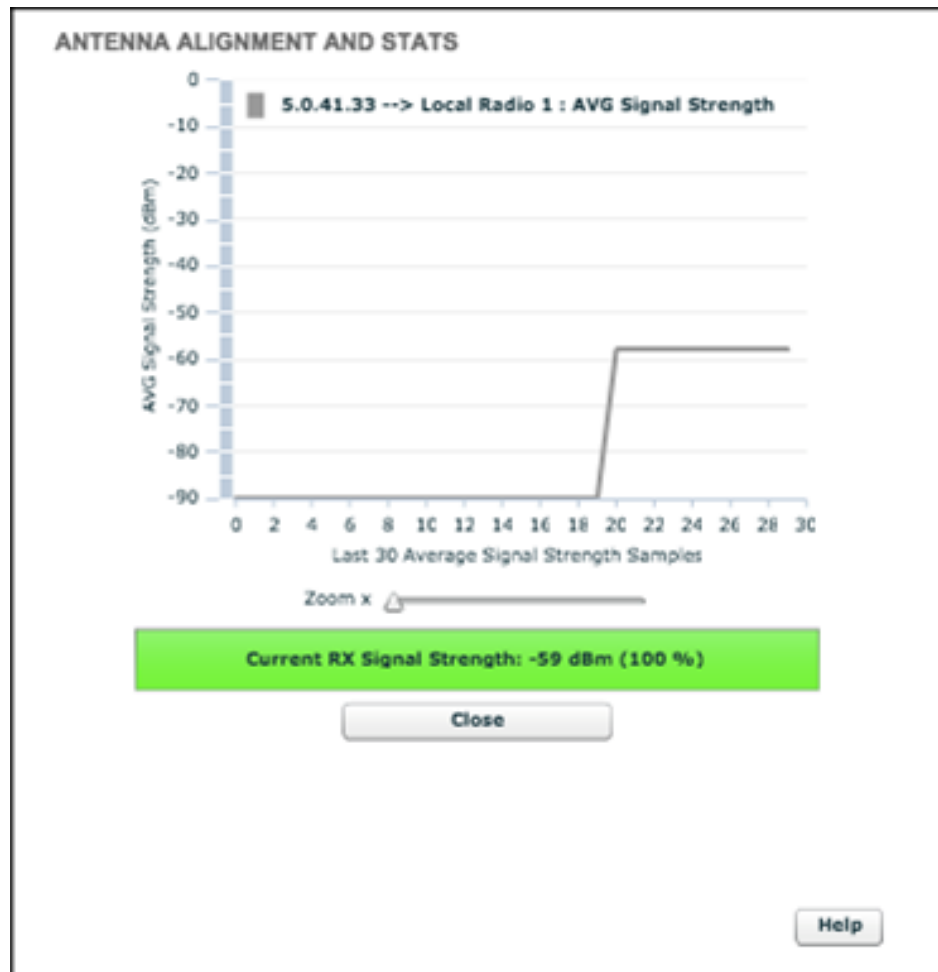 ANTENNA ALIGNMENT AND STATS
5.0.41.33 --> Local Radio 1 : AVG Signal Strength
AVG Signal Strength (dBm)
0
-10
-20
-30
-40
-50
-60
-70
-80
-90
0 2 4 6 8 10 12 14 16 18 20 22 24 26 28 30
Last 30 Average Signal Strength Samples
Zoom x
Current RX Signal Strength: -59 dBm (100 %)
Close
Help